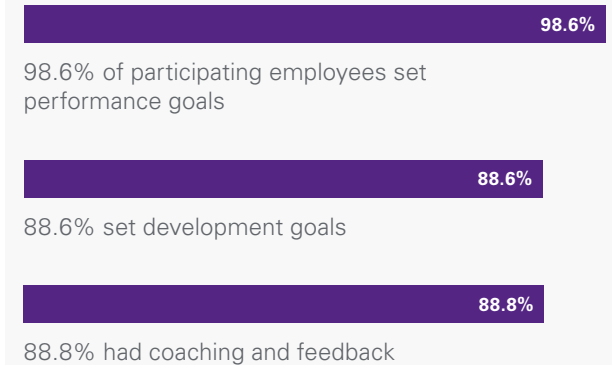 98.6%
98.6% of participating employees set
performance goals
88.6%
88.6% set development goals
88.8%
88.8% had coaching and feedback